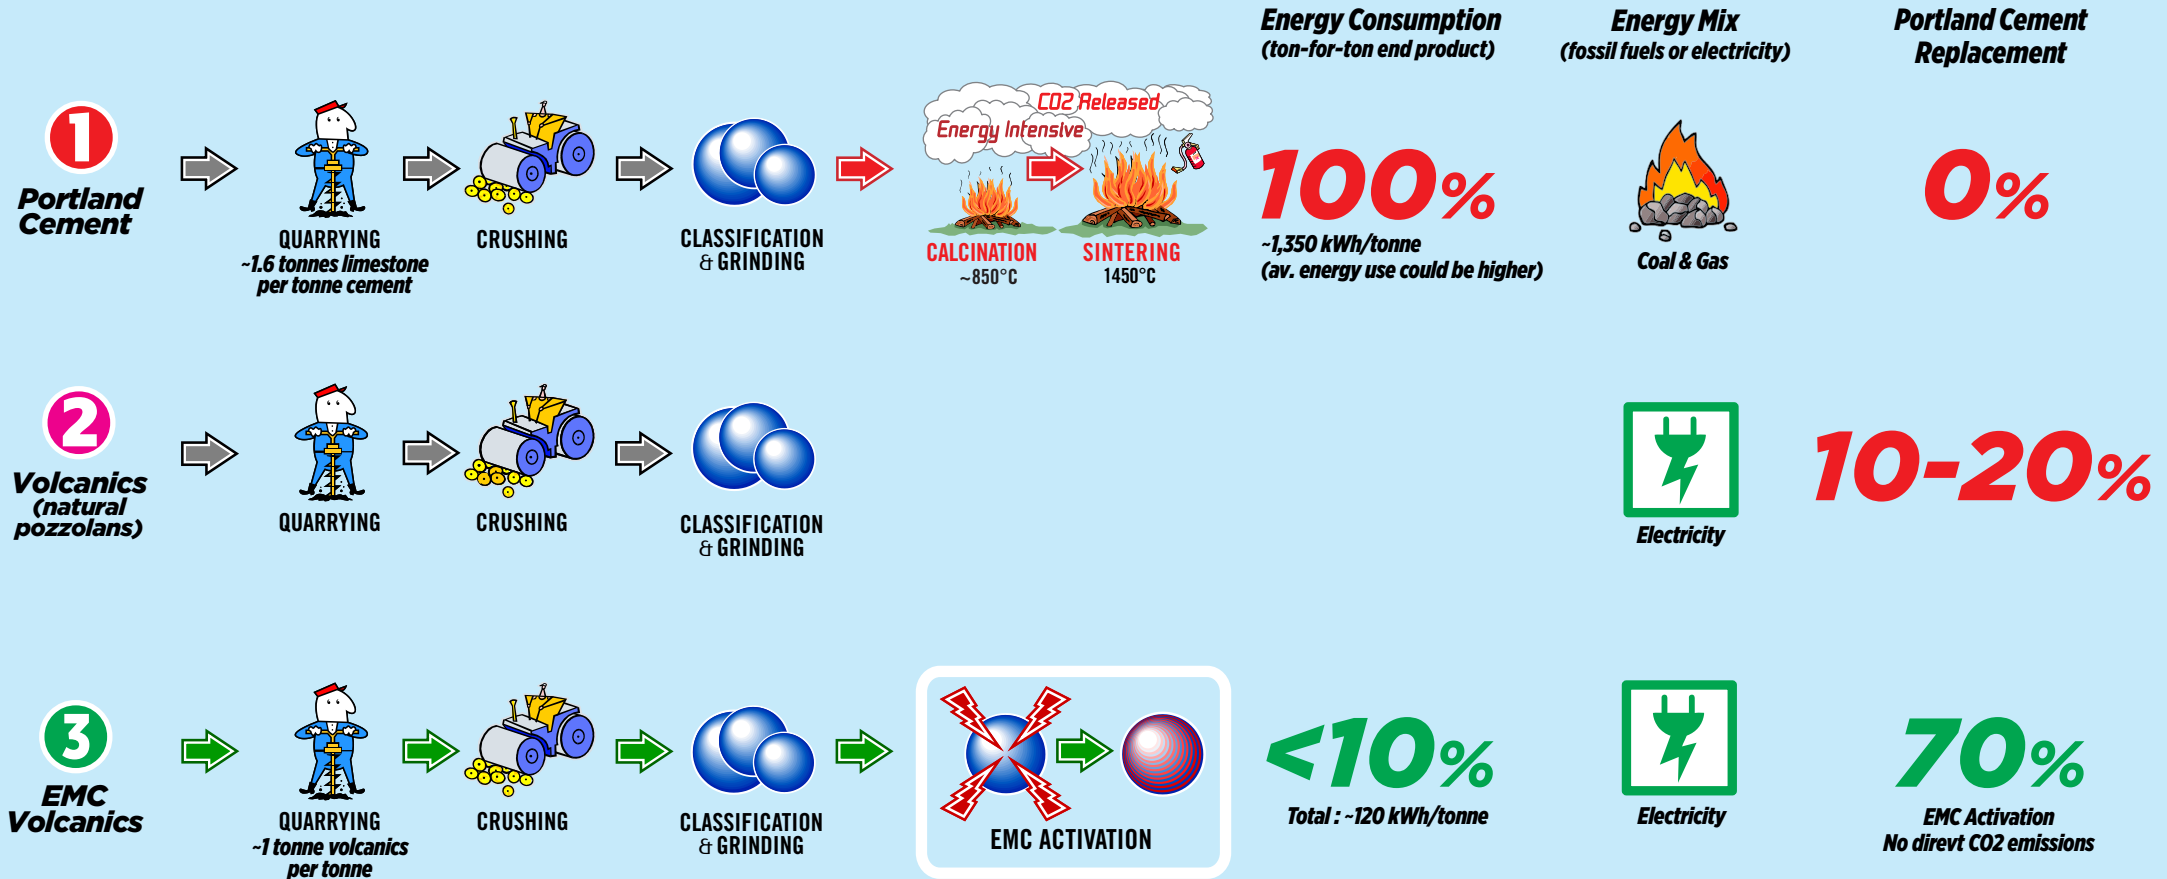 Energy Consumption
(ton-for-ton end product)
Energy Mix
(fossil fuels or electricity)
Portland Cement
Replacement
1
Portland
Cement
QUARRYING
~1.6 tonnes limestone
per tonne cement
CRUSHING
CLASSIFICATION
& GRINDING
CO2 Released
Energy Intensive
CALCINATION
~850°C
SINTERING
1450°C
100%
~1,350 kWh/tonne
(av. energy use could be higher)
Coal & Gas
0%
2
Volcanics
(natural
pozzolans)
QUARRYING
CRUSHING
CLASSIFICATION
& GRINDING
Electricity
10-20%
3
EMC
Volcanics
QUARRYING
~1 tonne volcanics
per tonne
CRUSHING
CLASSIFICATION
& GRINDING
EMC ACTIVATION
<10%
Total : ~120 kWh/tonne
Electricity
70%
EMC Activation
No direvt CO2 emissions